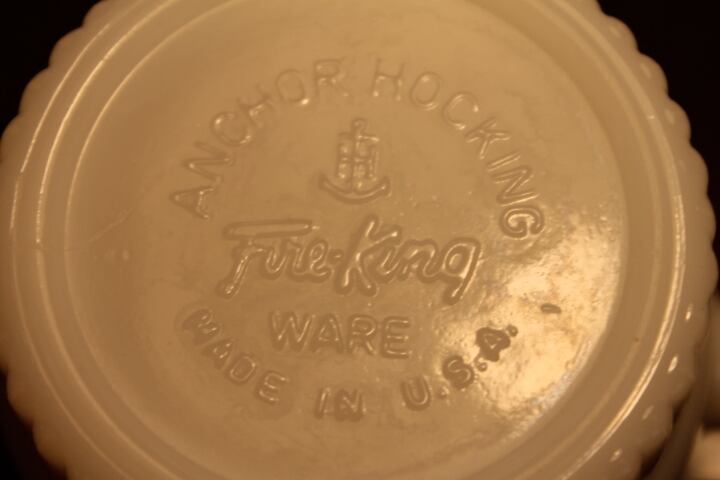 ANCHOR HOCKING
H
Fire-King
WARE
MADE IN U.S.A.